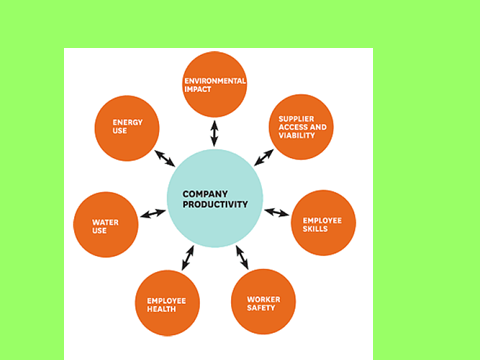 ENVIRONMENTAL
IMPACT
ENERGY
USE
SUPPLIER
ACCESS AND
VIABILITY
COMPANY
PRODUCTIVITY
WATER
USE
EMPLOYEE
SKILLS
EMPLOYEE
HEALTH
WORKER
SAFETY